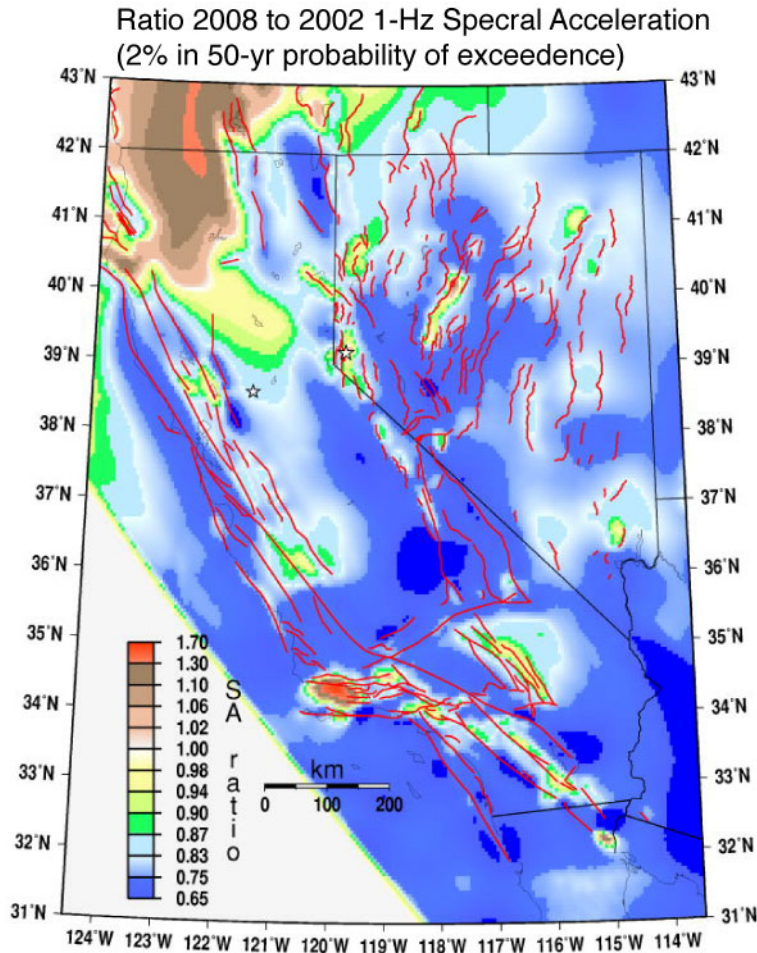 Ratio 2008 to 2002 1-Hz Specral Acceleration
(2% in 50-yr probability of exceedence)
43°N
43°N
42°N
42°N
41°N
41°N
40°N
40°N
39°N
39°N
38°N
38°N
37°N
37°N
36°N
36°N
35°N
35°N
34°N
34°N
33°N
33°N
32°N
32°N
31°N
31°N
1.70
1.30
1.10
1.06
1.02
1.00
0.98
0.94
0.90
0.87
0.83
0.75
0.65
SA ratio
km
0 100 200
124°W 123°W 122°W 121°W 120°W 119°W 118°W 117°W 116°W 115°W 114°W